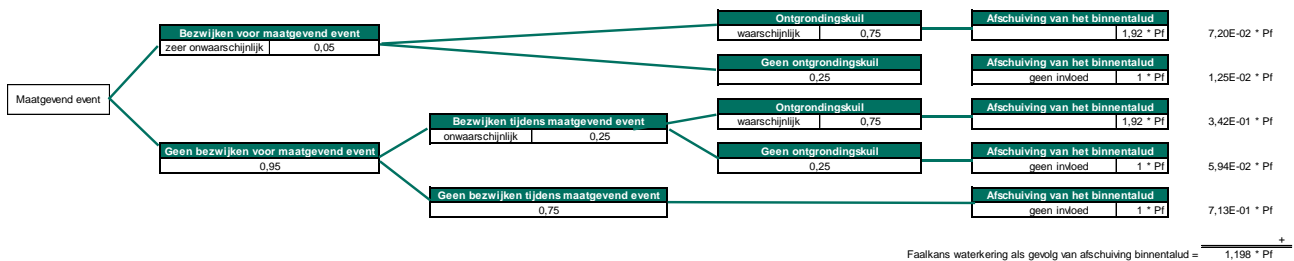 Maatgevend event
Bezwijken voor maatgevend event
zeer onwaarschijnlijk 0,05
Ontgrondingskuil
waarschijnlijk 0,75
Afschuiving van het binnentalud
1,92 * Pf
7,20E-02 * Pf
Geen ontgrondingskuil
0,25
Afschuiving van het binnentalud
geen invloed 1 * Pf
1,25E-02 * Pf
Geen bezwijken voor maatgevend event
0,95
Bezwijken tijdens maatgevend event
onwaarschijnlijk 0,25
Ontgrondingskuil
waarschijnlijk 0,75
Afschuiving van het binnentalud
1,92 * Pf
3,42E-01 * Pf
Geen ontgrondingskuil
0,25
Afschuiving van het binnentalud
geen invloed 1 * Pf
5,94E-02 * Pf
Geen bezwijken tijdens maatgevend event
0,75
Afschuiving van het binnentalud
geen invloed 1 * Pf
7,13E-01 * Pf
+
Faalkans waterkering als gevolg van afschuiving binnentalud = 1,198 * Pf